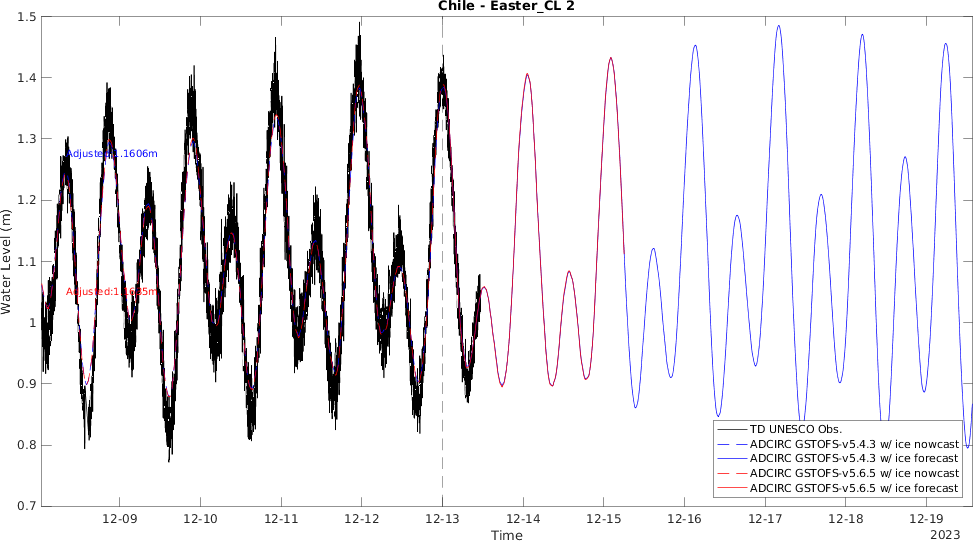 Chile - Easter_CL 2
1.5
1.4
1.3
1.2
1.1
1
0.9
0.8
0.7
Water Level (m)
Adjusted:1.1606m
TD UNESCO Obs.
ADCIRC GSTOFS-v5.4.3 w/ ice nowcast
ADCIRC GSTOFS-v5.4.3 w/ ice forecast
ADCIRC GSTOFS-v5.6.5 w/ ice nowcast
ADCIRC GSTOFS-v5.6.5 w/ ice forecast
12-09
12-10
12-11
12-12
12-13
12-14
12-15
12-16
12-17
12-18
12-19
2023
Time